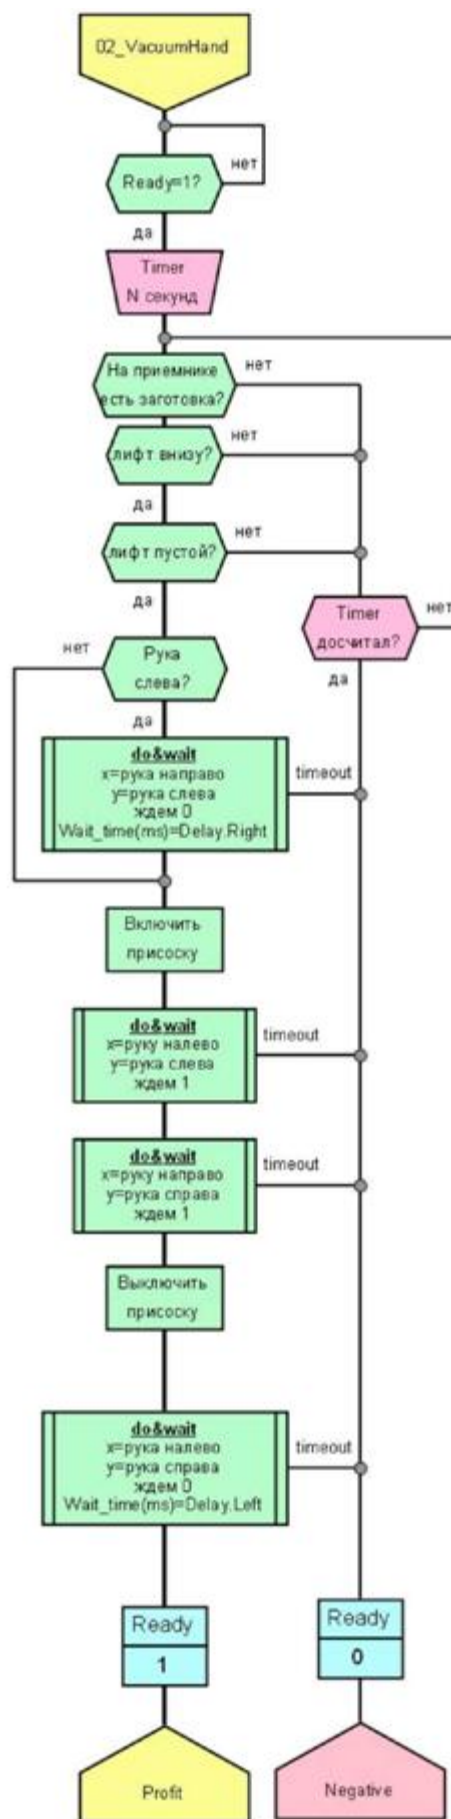 02_VacuumHand
нет
Ready=1?
да
Timer
N секунд
На приемнике
есть заготовка?
нет
лифт внизу?
нет
да
лифт пустой?
нет
да
Timer
досчитал?
нет
да
нет
Рука
слева?
да
do&wait
x=рука направо
y=рука слева
ждем 0
Wait_time(ms)=Delay.Right
timeout
Включить
присоску
do&wait
x=руку налево
y=рука слева
ждем 1
timeout
do&wait
x=руку направо
y=рука справа
ждем 1
timeout
Выключить
присоску
do&wait
x=рука налево
y=рука справа
ждем 0
Wait_time(ms)=Delay.Left
timeout
Ready
1
Ready
0
Profit
Negative